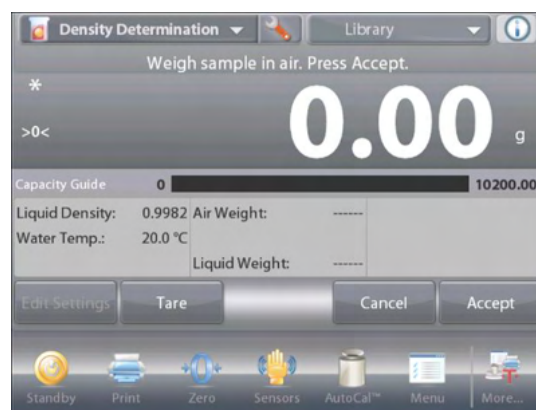 Density Determination Library
Weigh sample in air. Press Accept.
*
>0< 0.00 g
Capacity Guide 0 10200.00
Liquid Density: 0.9982 Air Weight: ------
Water Temp.: 20.0 °C
Liquid Weight: ------
Edit Settings Tare Cancel Accept
Standby Print Zero Sensors AutoCal™ Menu More...